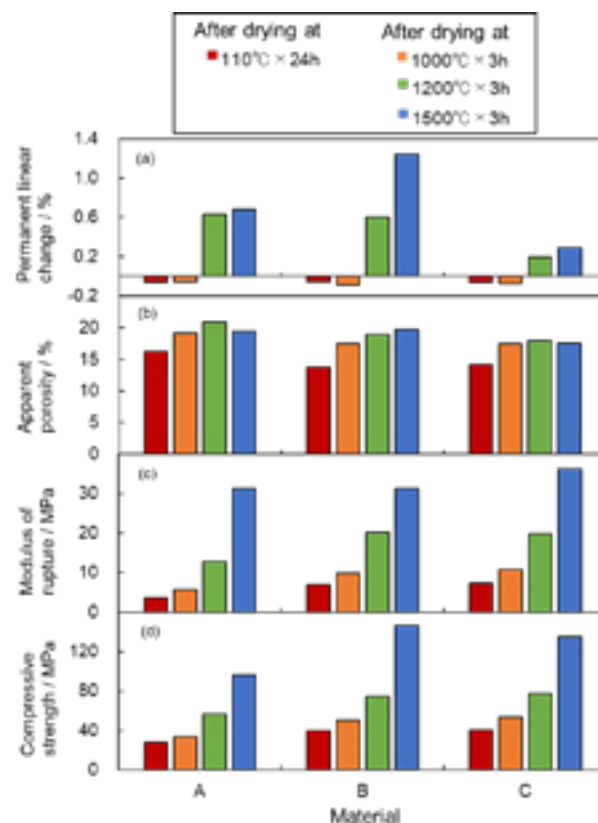 After drying at
110℃ × 24h
After drying at
1000℃ × 3h
1200℃ × 3h
1500℃ × 3h
Permanent linear
change / %
(a)
1.4
1.0
0.6
0.2
-0.2
Apparent
porosity / %
(b)
20
15
10
5
0
Modulus of
rupture / MPa
(c)
30
20
10
0
Compressive
strength / MPa
(d)
120
80
40
0
A
B
C
Material